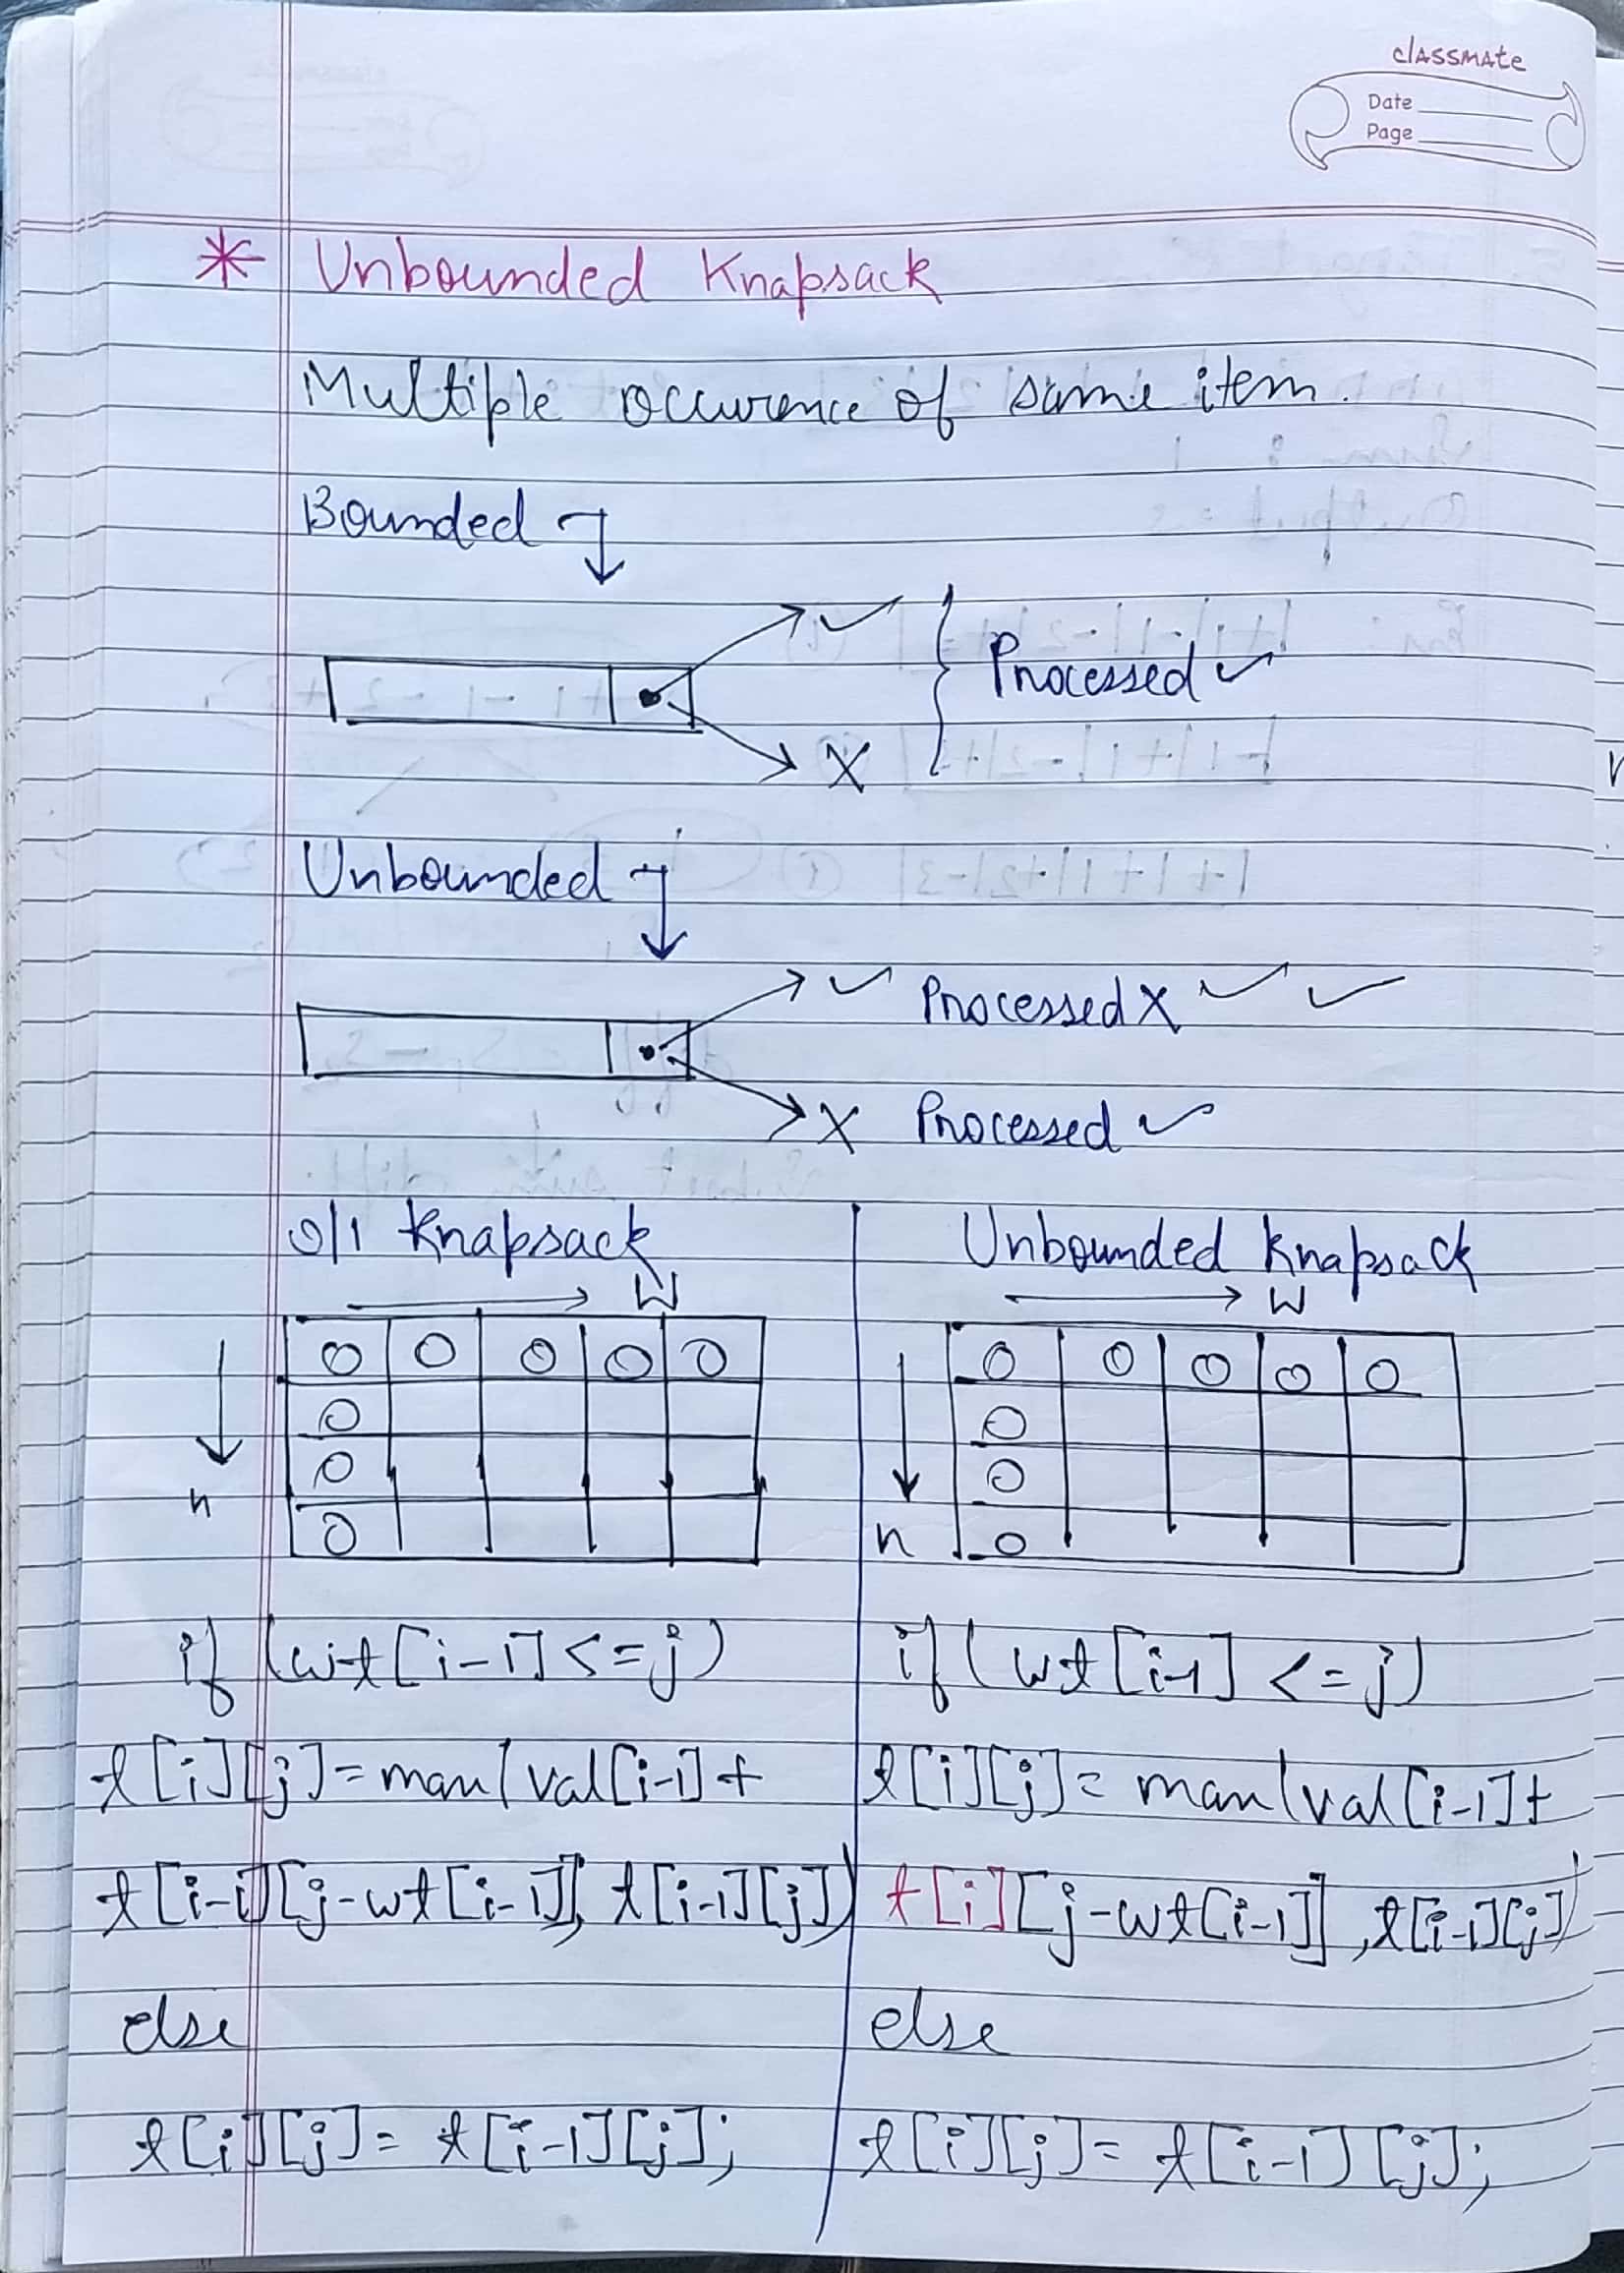 classmate
Date
Page
* Unbounded Knapsack
Multiple occurence of same item.
Bounded
✓
Processed ✓
X
Unbounded
✓ Processed X ✓ ✓
X Processed ✓
0/1 Knapsack
W
0 0 0 0 0
0
0
n
0
if (wt[i-1] <= j)
t[i][j] = max(val[i-1] +
t[i-1][j-wt[i-1]], t[i-1][j])
else
t[i][j] = t[i-1][j];
Unbounded Knapsack
W
0 0 0 0 0
0
0
n
0
if (wt[i-1] <= j)
t[i][j] = max(val[i-1] +
t[i][j-wt[i-1]], t[i-1][j])
else
t[i][j] = t[i-1][j];